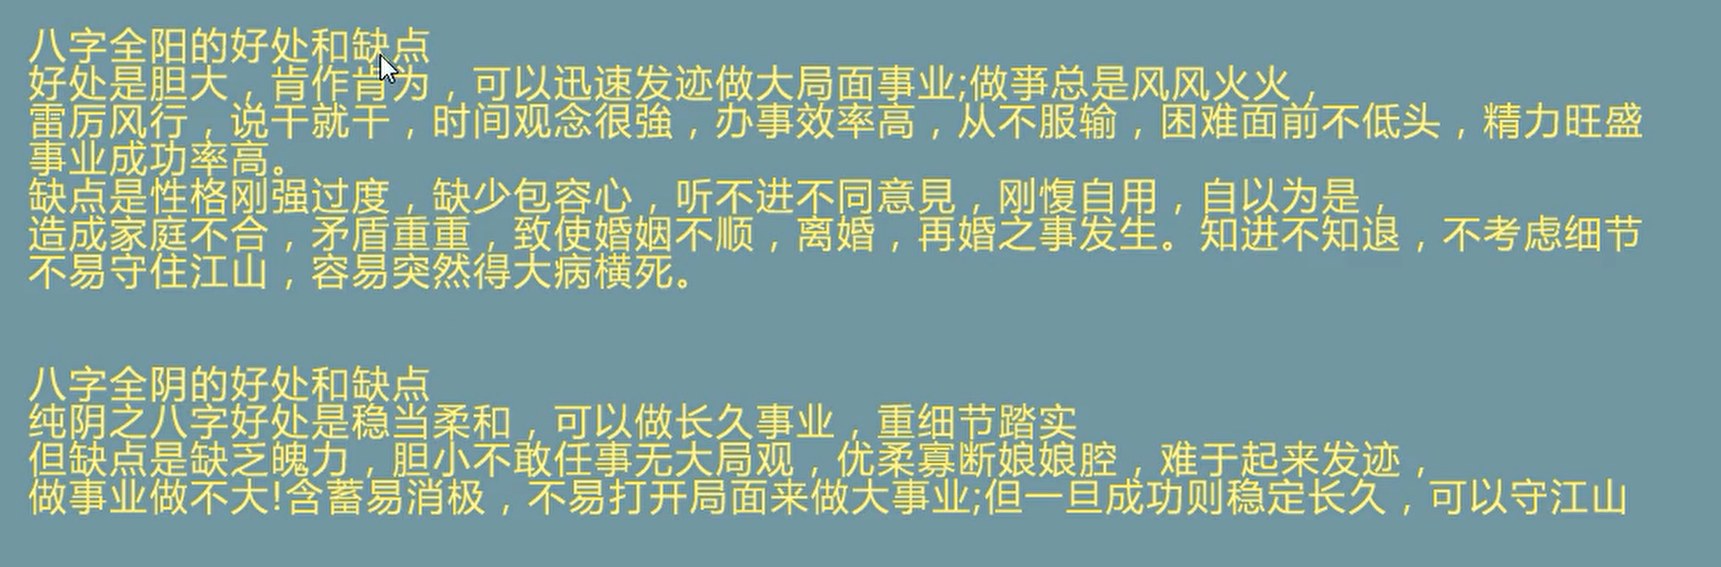 八字全阳的好处和缺点
好处是胆大，肯作肯为，可以迅速发迹做大局面事业;做事总是风风火火，
雷厉风行，说干就干，时间观念很強，办事效率高，从不服输，困难面前不低头，精力旺盛
事业成功率高。
缺点是性格刚强过度，缺少包容心，听不进不同意見，刚愎自用，自以为是，
造成家庭不合，矛盾重重，致使婚姻不顺，离婚，再婚之事发生。知进不知退，不考虑细节
不易守住江山，容易突然得大病横死。
八字全阴的好处和缺点
纯阴之八字好处是稳当柔和，可以做长久事业，重细节踏实
但缺点是缺乏魄力，胆小不敢任事无大局观，优柔寡断娘娘腔，难于起来发迹，
做事业做不大!含蓄易消极，不易打开局面来做大事业;但一旦成功则稳定长久，可以守江山